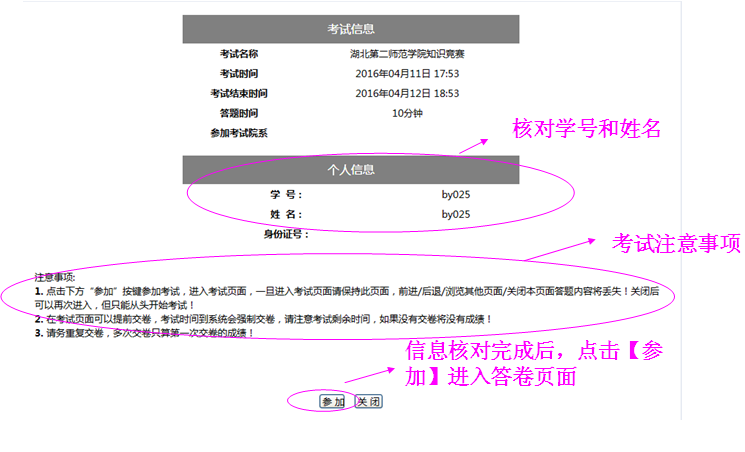 考试信息
考试名称 湖北第二师范学院知识竞赛
考试时间 2016年04月11日 17:53
考试结束时间 2016年04月12日 18:53
答题时间 10分钟
参加考试院系
核对学号和姓名
个人信息
学 号： by025
姓 名： by025
身份证号：
考试注意事项
注意事项:
1. 点击下方“参加”按键参加考试，进入考试页面，一旦进入考试页面请保持此页面，前进/后退/浏览其他页面/关闭本页面答题内容将丢失！关闭后
可以再次进入，但只能从头开始考试！
2. 在考试页面可以提前交卷，考试时间到系统会强制交卷，请注意考试剩余时间，如果没有交卷将没有成绩！
3. 请务重复交卷，多次交卷只算第一次交卷的成绩！
信息核对完成后，点击【参
加】进入答卷页面
参 加 关 闭